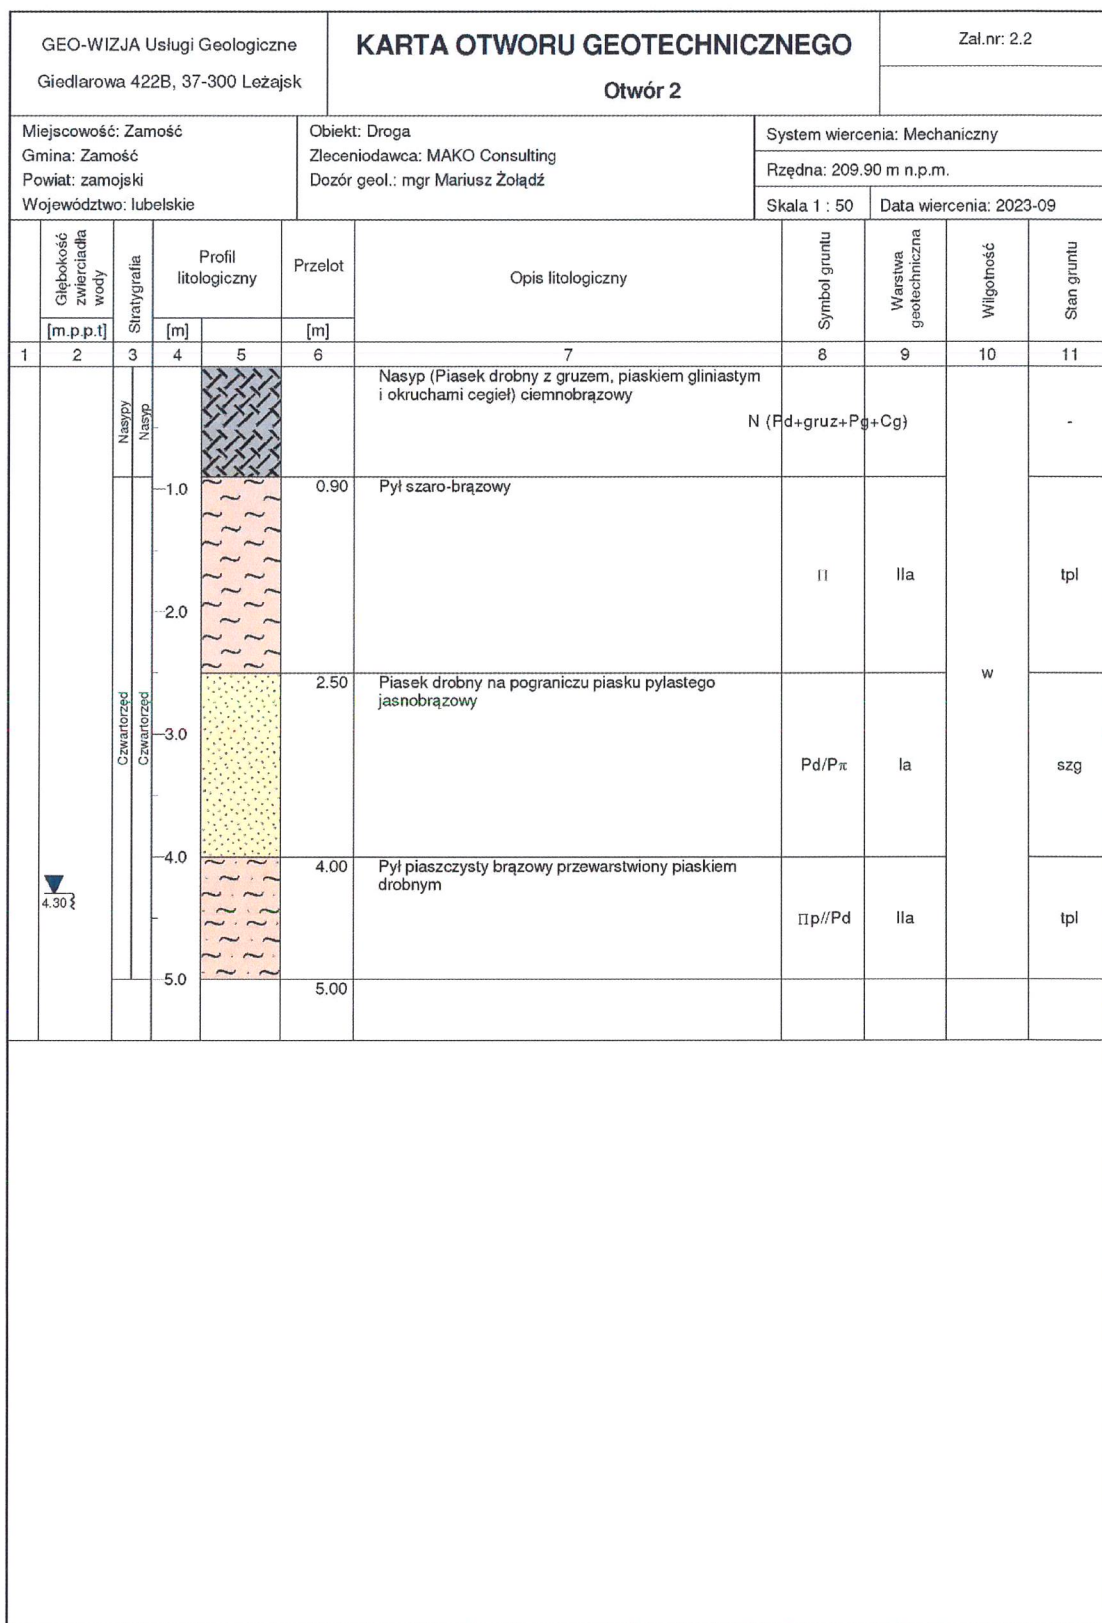 GEO-WIZJA Usługi Geologiczne
Giedlarowa 422B, 37-300 Leżajsk
KARTA OTWORU GEOTECHNICZNEGO
Otwór 2
Zał.nr: 2.2
Miejscowość: Zamość
Gmina: Zamość
Powiat: zamojski
Województwo: lubelskie
Obiekt: Droga
Zleceniodawca: MAKO Consulting
Dozór geol.: mgr Mariusz Żołądź
System wiercenia: Mechaniczny
Rzędna: 209.90 m n.p.m.
Skala 1 : 50
Data wiercenia: 2023-09
Głębokość
zwierciadła
wody
[m.p.p.t]
Stratygrafia
Profil
litologiczny
[m]
Przelot
[m]
Opis litologiczny
Symbol gruntu
Warstwa
geotechniczna
Wilgotność
Stan gruntu
1 2 3 4 5 6 7 8 9 10 11
Nasypy
Nasyp
Nasyp (Piasek drobny z gruzem, piaskiem gliniastym
i okruchami cegieł) ciemnobrązowy
N (Pd+gruz+Pg+Cg)
-
1.0
0.90
Pył szaro-brązowy
Π
IIa
tpl
2.0
w
2.50
Piasek drobny na pograniczu piasku pylastego
jasnobrązowy
Czwartorzęd
Czwartorzęd
3.0
Pd/Pπ
Ia
szg
4.0
4.00
Pył piaszczysty brązowy przewarstwiony piaskiem
drobnym
4.30
Πp//Pd
IIa
tpl
5.0
5.00